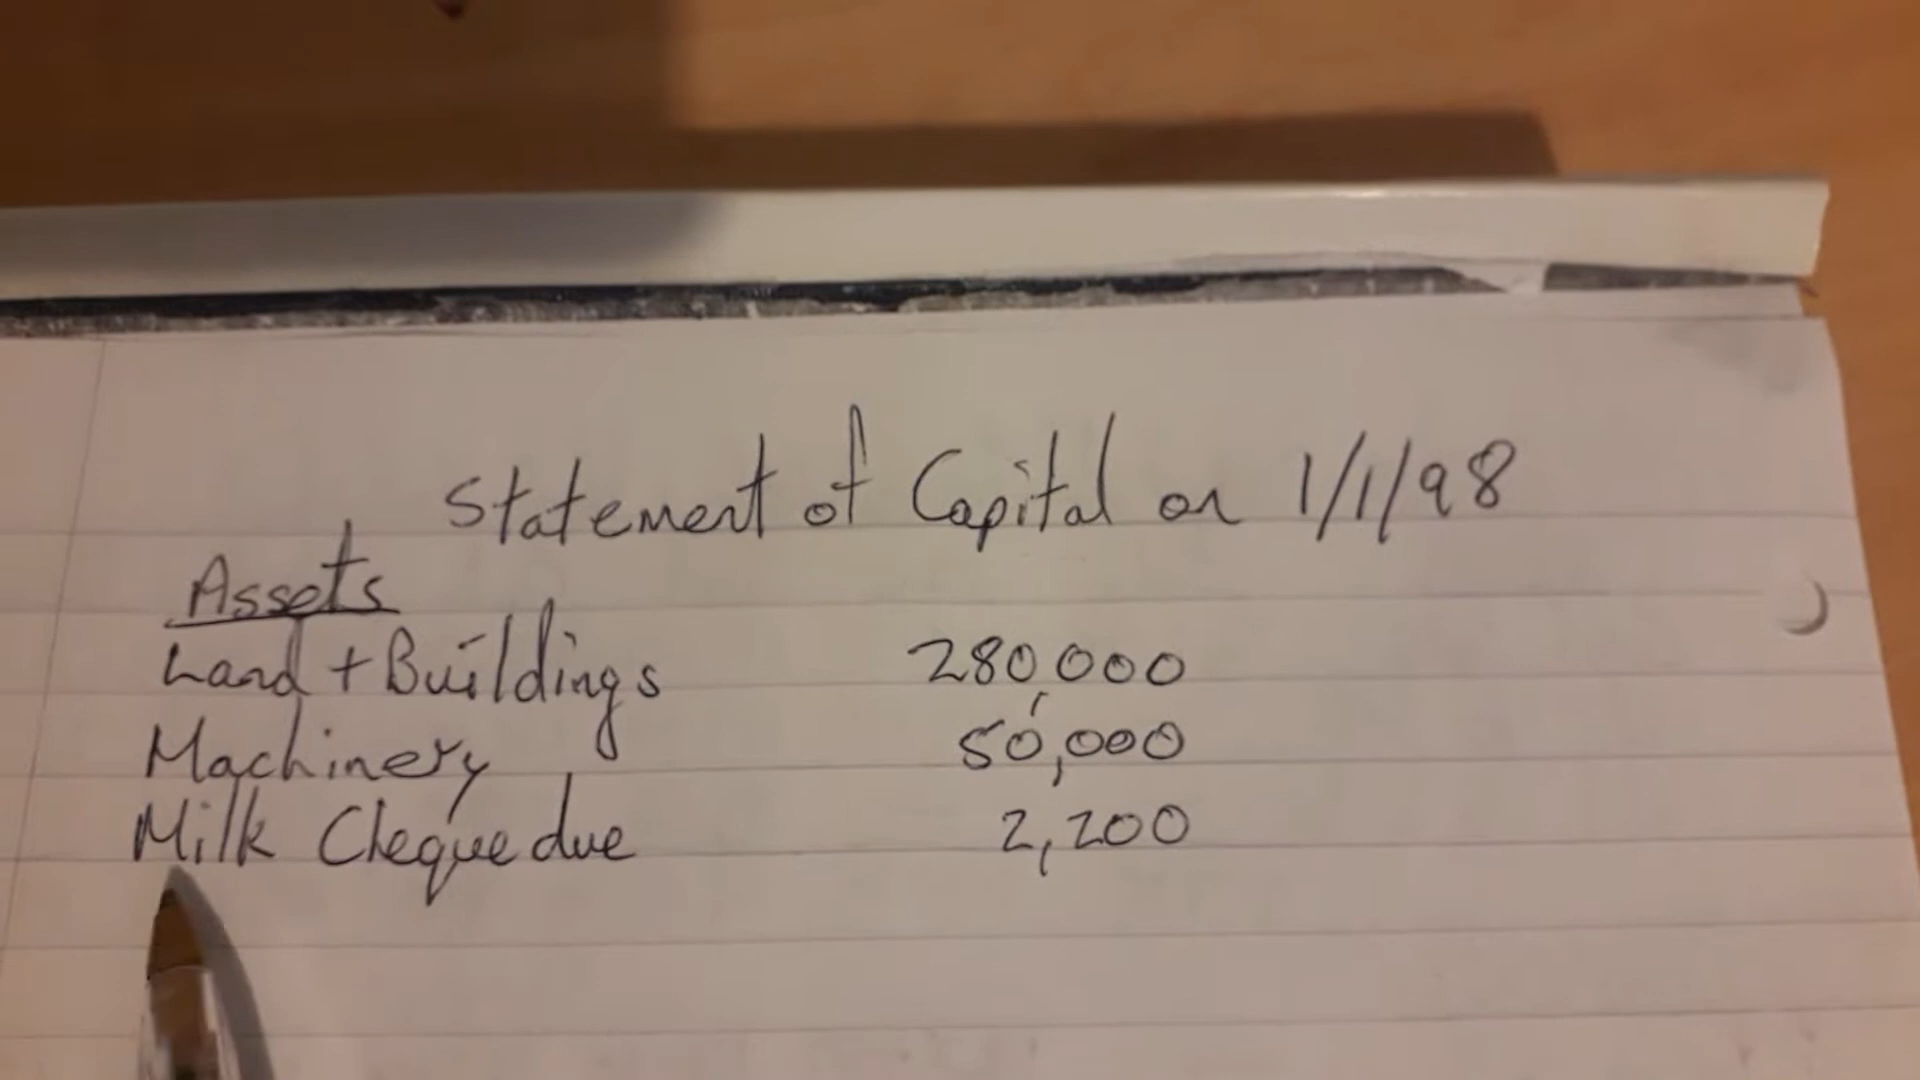 Statement of Capital on 1/1/98
Assets
Land + Buildings 280,000
Machinery 50,000
Milk Cheque due 2,200